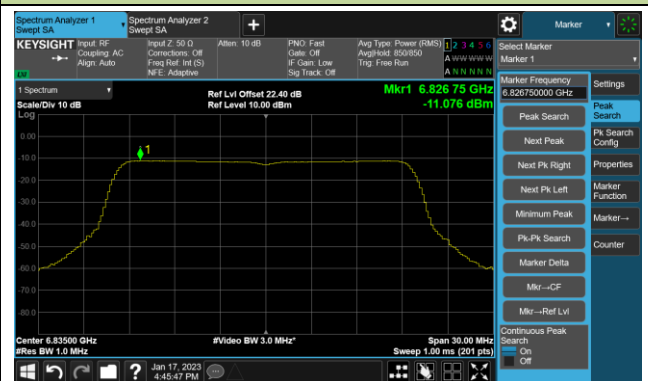 Spectrum Analyzer 1
Swept SA
Spectrum Analyzer 2
Swept SA
+
Marker
KEYSIGHT
Input: RF
Coupling: AC
Align: Auto
Input Z: 50 Ω
Corrections: Off
Freq Ref: Int (S)
NFE: Adaptive
Atten: 10 dB
PNO: Fast
Gate: Off
IF Gain: Low
Sig Track: Off
Avg Type: Power (RMS)
Avg|Hold: 850/850
Trig: Free Run
1 2 3 4 5 6
A W W W W W
A N N N N N
Select Marker
Marker 1
1 Spectrum
Scale/Div 10 dB
Log
Ref Lvl Offset 22.40 dB
Ref Level 10.00 dBm
Mkr1 6.826 75 GHz
-11.076 dBm
0.00
-10.0
-20.0
-30.0
-40.0
-50.0
-60.0
-70.0
-80.0
1
Center 6.83500 GHz
#Res BW 1.0 MHz
#Video BW 3.0 MHz*
Span 30.00 MHz
Sweep 1.00 ms (201 pts)
Marker Frequency
6.826750000 GHz
Peak Search
Next Peak
Next Pk Right
Next Pk Left
Minimum Peak
Pk-Pk Search
Marker Delta
Mkr→CF
Mkr→Ref Lvl
Continuous Peak
Search
On
Off
Settings
Peak
Search
Pk Search
Config
Properties
Marker
Function
Marker→
Counter
?
Jan 17, 2023
4:45:47 PM